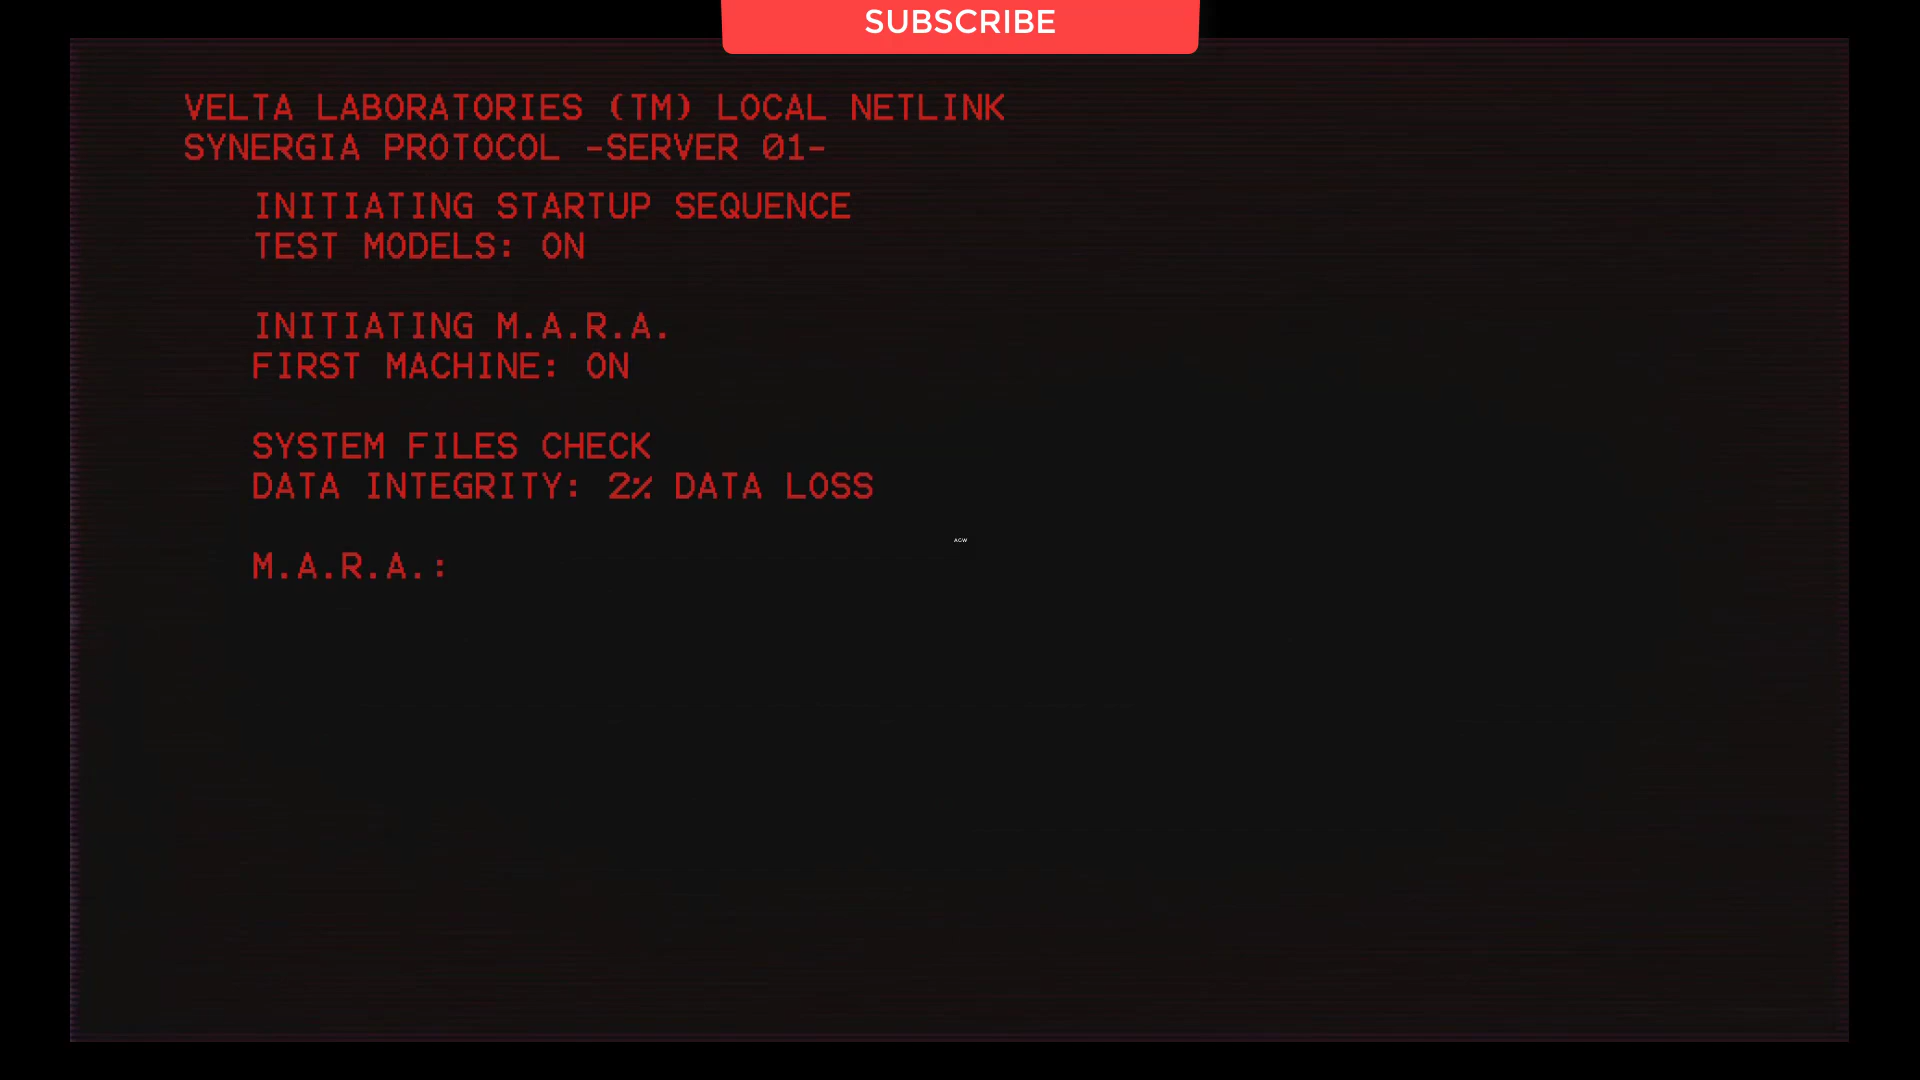 SUBSCRIBE
VELTA LABORATORIES (TM) LOCAL NETLINK
SYNERGIA PROTOCOL -SERVER 01-
INITIATING STARTUP SEQUENCE
TEST MODELS: ON
INITIATING M.A.R.A.
FIRST MACHINE: ON
SYSTEM FILES CHECK
DATA INTEGRITY: 2% DATA LOSS
AGW
M.A.R.A.: